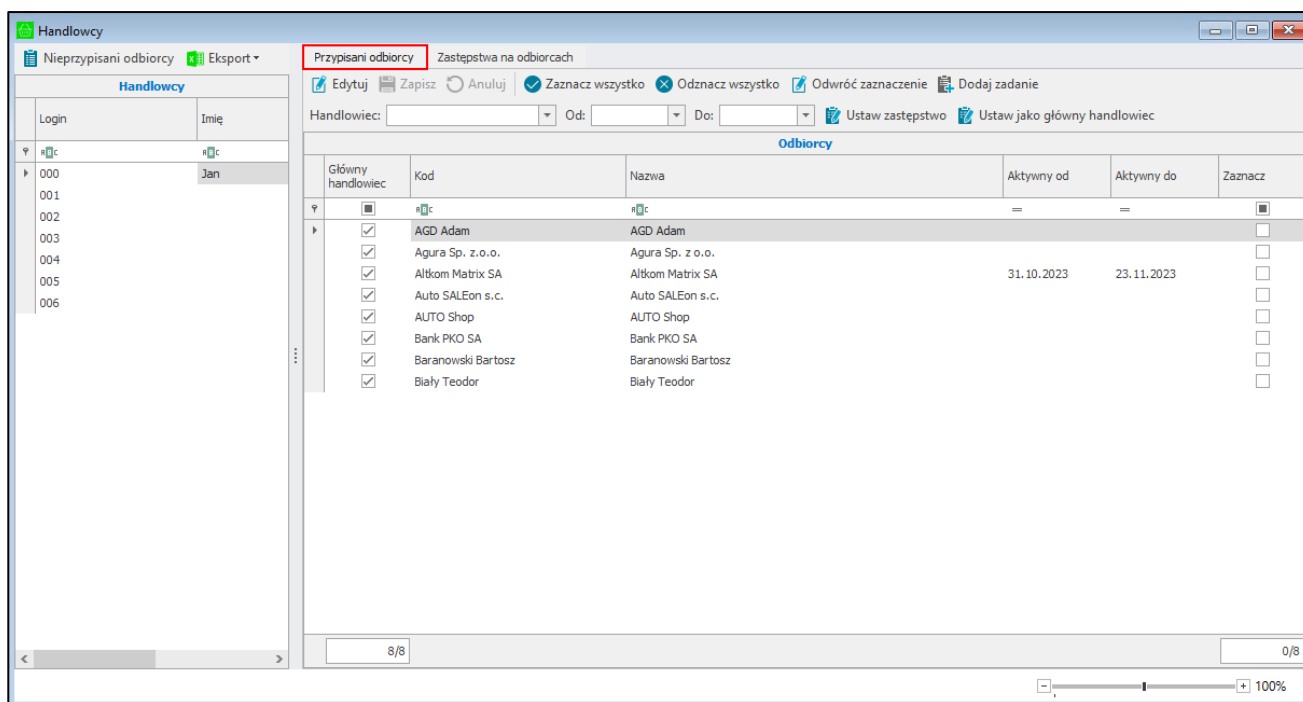 Handlowcy
Nieprzypisani odbiorcy Eksport
Handlowcy
Login Imię
ABC ABC
000 Jan
001
002
003
004
005
006
Przypisani odbiorcy Zastępstwa na odbiorcach
Edytuj Zapisz Anuluj Zaznacz wszystko Odznacz wszystko Odwróć zaznaczenie Dodaj zadanie
Handlowiec: Od: Do: Ustaw zastępstwo Ustaw jako główny handlowiec
Odbiorcy
Główny handlowiec Kod Nazwa Aktywny od Aktywny do Zaznacz
ABC ABC = =
AGD Adam AGD Adam
Agura Sp. z.o.o. Agura Sp. z o.o.
Altkom Matrix SA Altkom Matrix SA 31.10.2023 23.11.2023
Auto SALEon s.c. Auto SALEon s.c.
AUTO Shop AUTO Shop
Bank PKO SA Bank PKO SA
Baranowski Bartosz Baranowski Bartosz
Biały Teodor Biały Teodor
8/8 0/8
100%